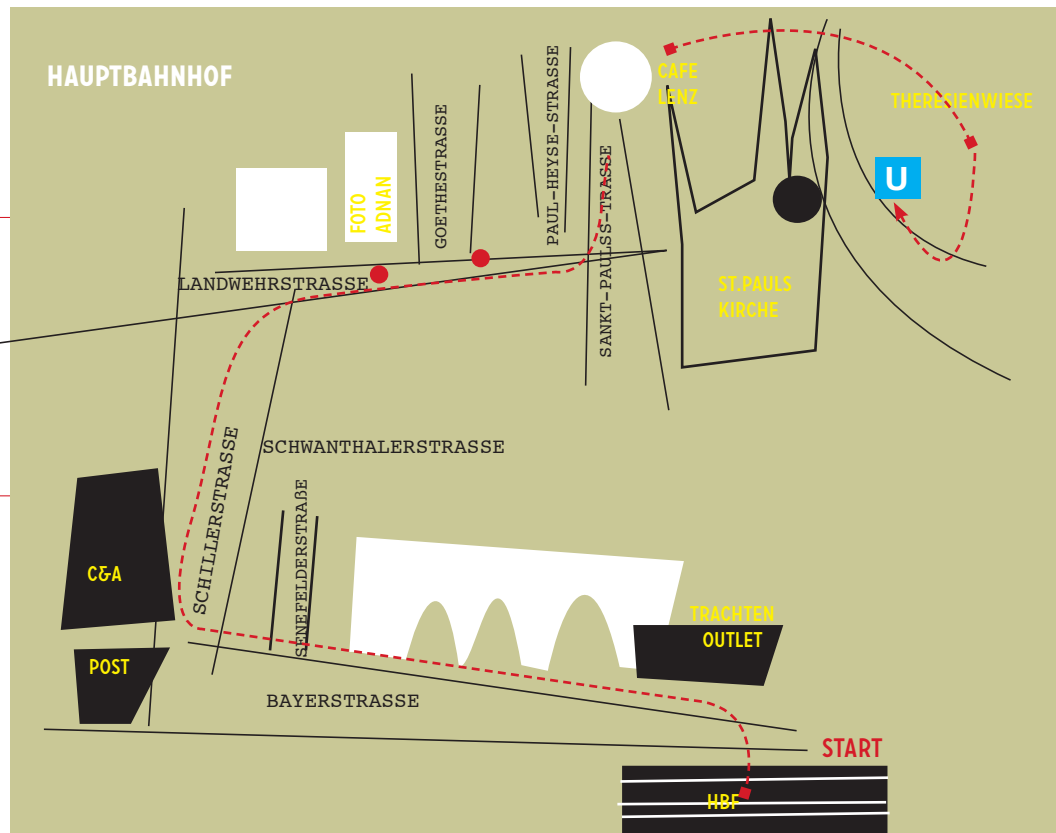 HAUPTBAHNHOF
CAFE
LENZ
THERESIENWIESE
U
PAUL-HEYSE-STRASSE
GOETHESTRASSE
FOTO
ADNAN
SANKT-PAULSS-TRASSE
LANDWEHRSTRASSE
ST.PAULS
KIRCHE
SCHWANTHALERSTRASSE
SCHILLERSTRASSE
SENEFELDERSTRAßE
C&A
TRACHTEN
OUTLET
POST
BAYERSTRASSE
START
HBF